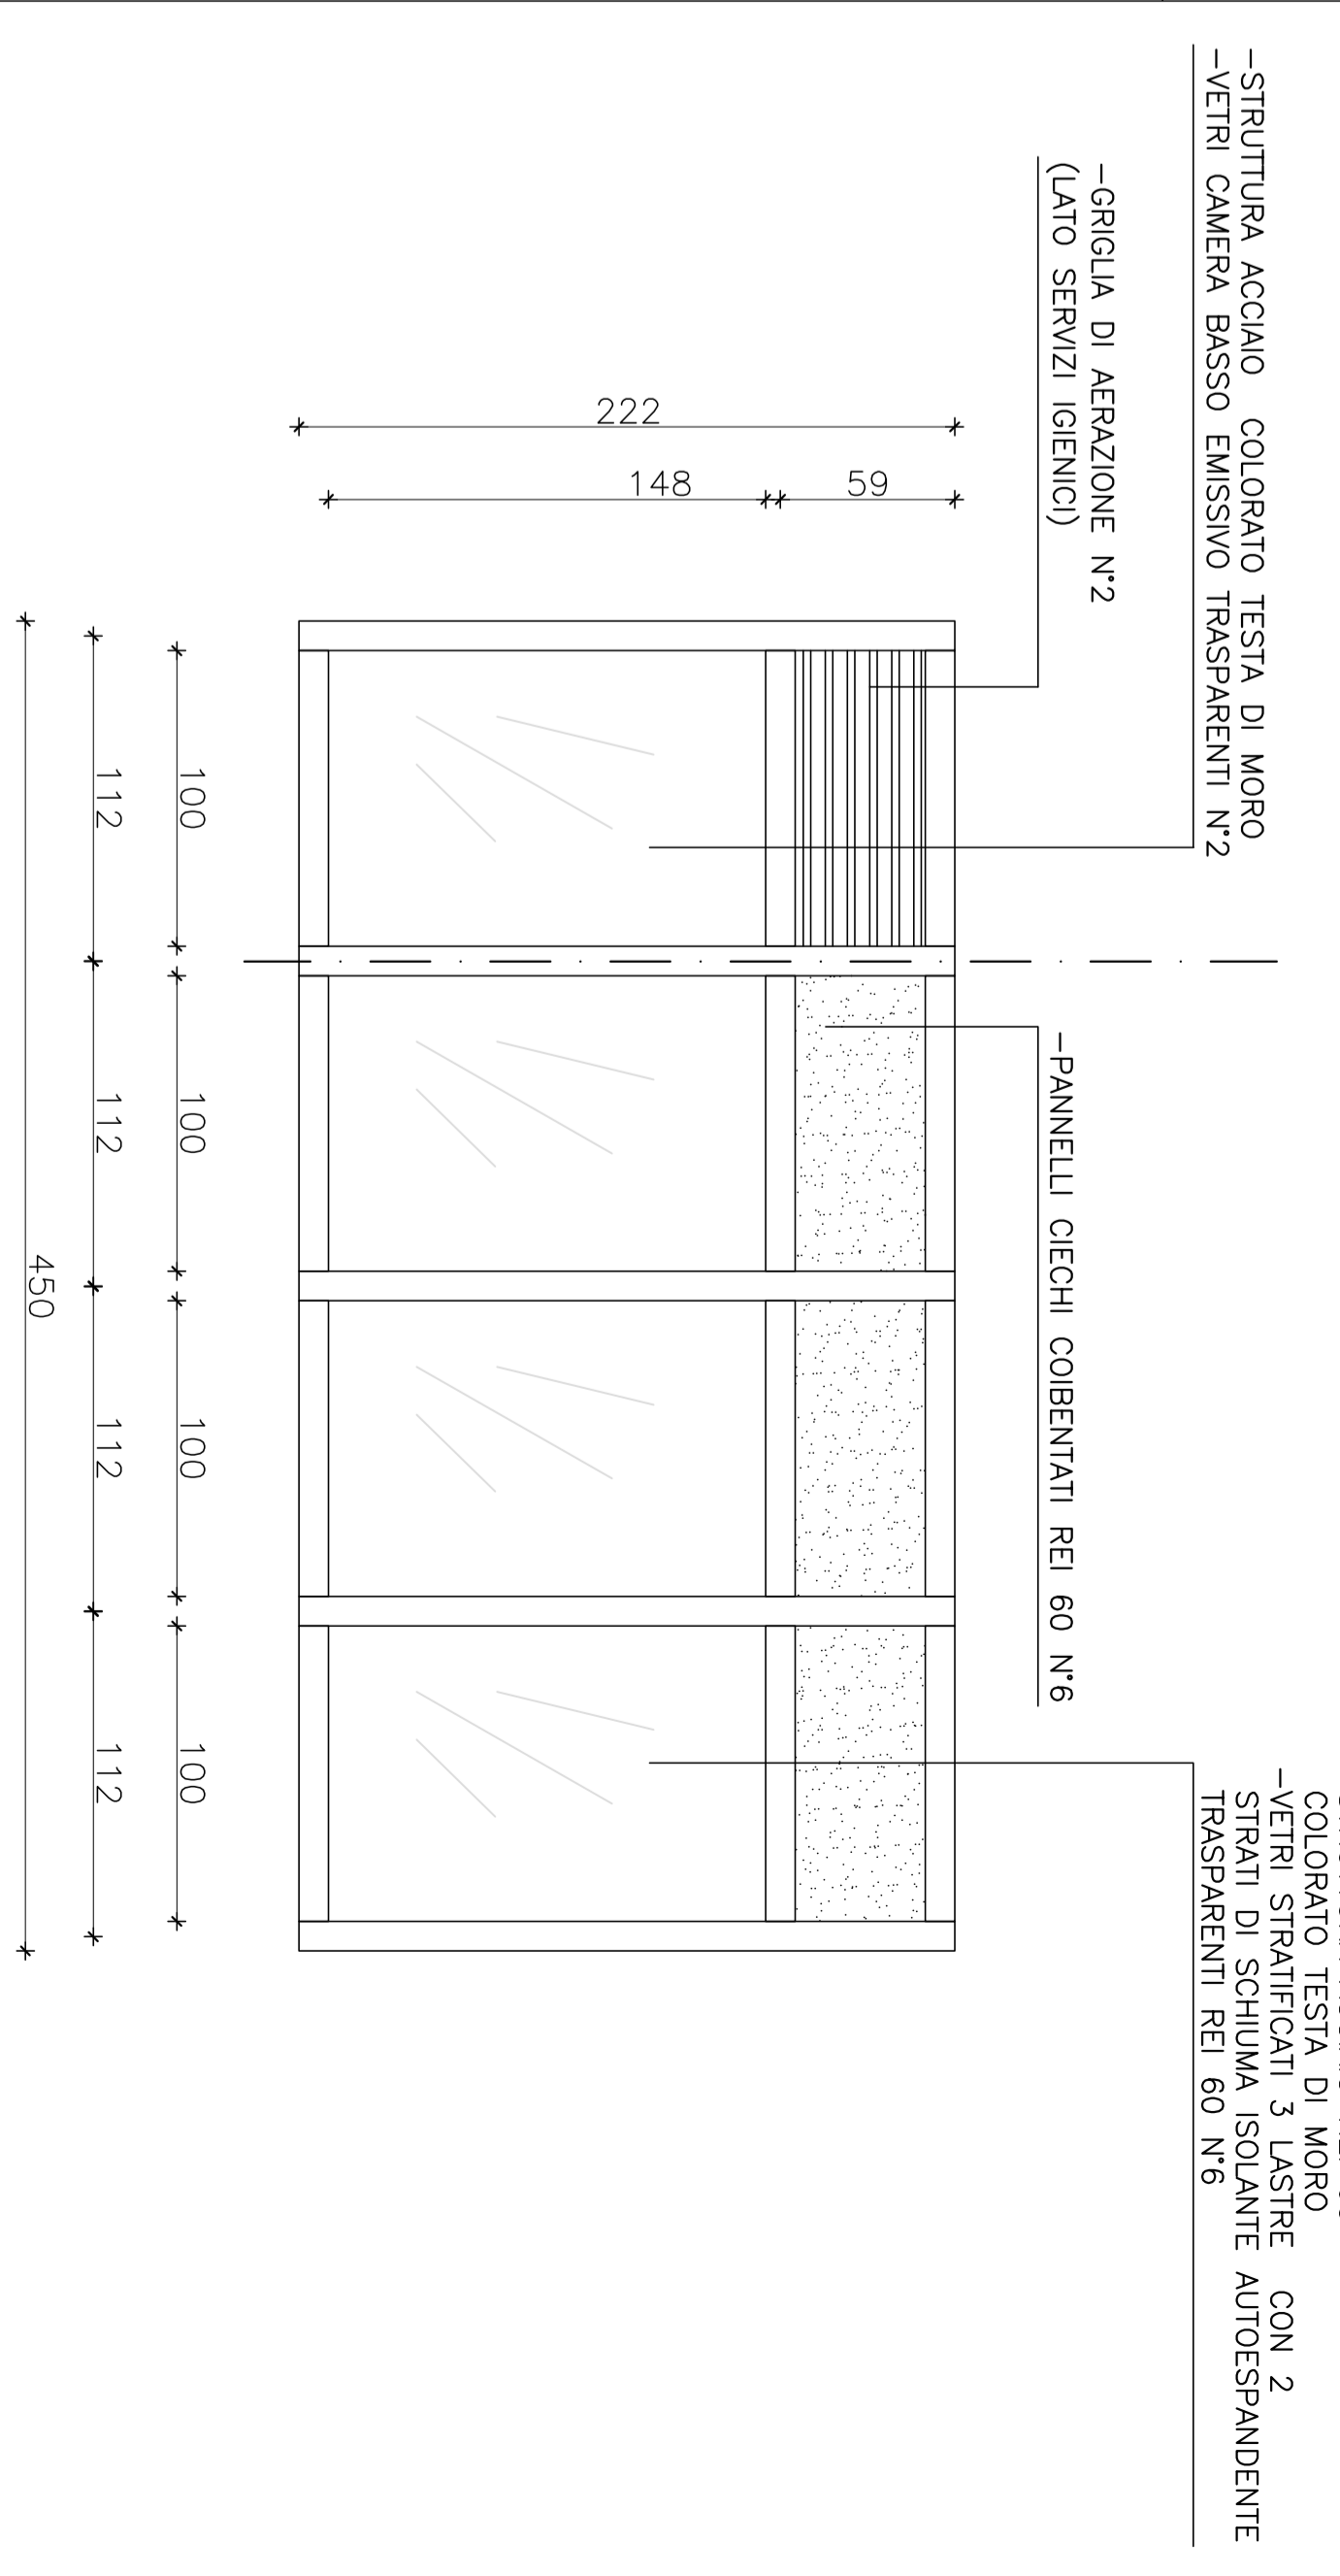 -STRUTTURA ACCIAIO COLORATO TESTA DI MORO
-VETRI CAMERA BASSO EMISSIVO TRASPARENTI N°2
-GRIGLIA DI AERAZIONE N°2
(LATO SERVIZI IGIENICI)
-PANNELLI CIECHI COIBENTATI REI 60 N°6
COLORATO TESTA DI MORO
-VETRI STRATIFICATI 3 LASTRE CON 2
STRATI DI SCHIUMA ISOLANTE AUTOESPANDENTE
TRASPARENTI REI 60 N°6
222
148
59
100
100
100
100
112
112
112
112
450